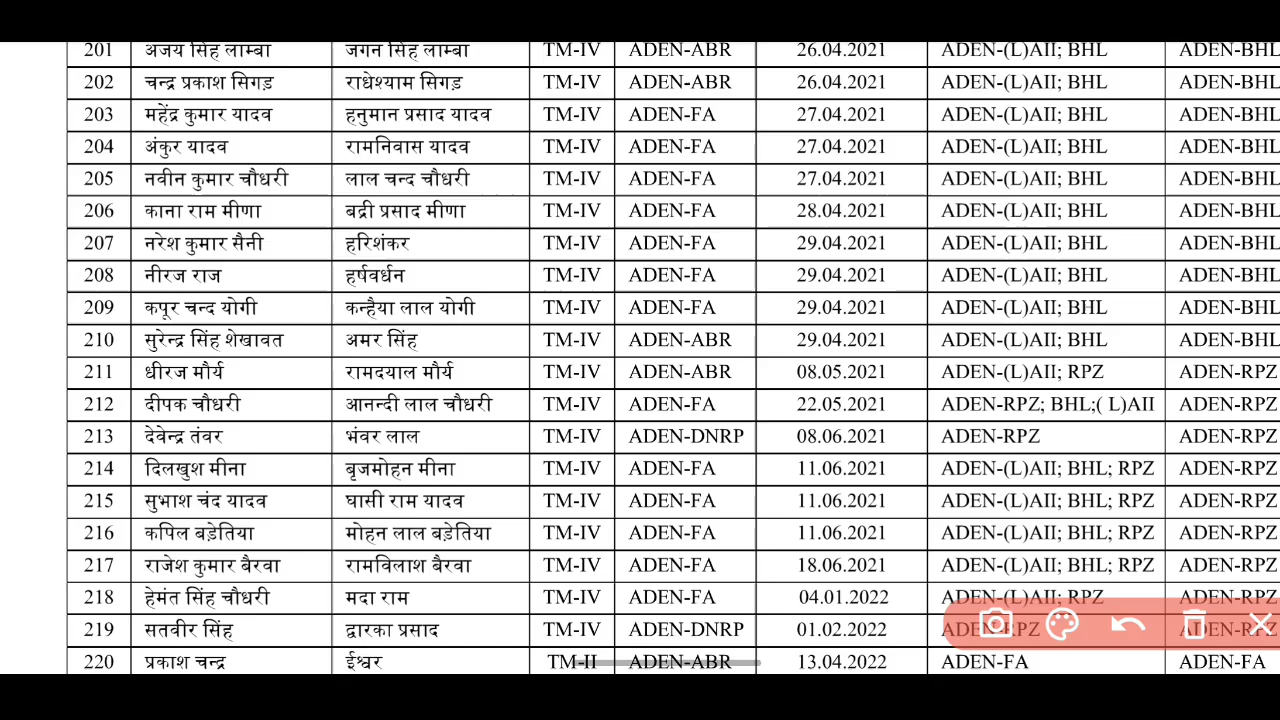 201 अजय सिंह लाम्बा जगन सिंह लाम्बा TM-IV ADEN-ABR 26.04.2021 ADEN-(L)AII; BHL ADEN-BHL
202 चन्द्र प्रकाश सिगड़ राधेश्याम सिगड़ TM-IV ADEN-ABR 26.04.2021 ADEN-(L)AII; BHL ADEN-BHL
203 महेंद्र कुमार यादव हनुमान प्रसाद यादव TM-IV ADEN-FA 27.04.2021 ADEN-(L)AII; BHL ADEN-BHL
204 अंकुर यादव रामनिवास यादव TM-IV ADEN-FA 27.04.2021 ADEN-(L)AII; BHL ADEN-BHL
205 नवीन कुमार चौधरी लाल चन्द चौधरी TM-IV ADEN-FA 27.04.2021 ADEN-(L)AII; BHL ADEN-BHL
206 काना राम मीणा बद्री प्रसाद मीणा TM-IV ADEN-FA 28.04.2021 ADEN-(L)AII; BHL ADEN-BHL
207 नरेश कुमार सैनी हरिशंकर TM-IV ADEN-FA 29.04.2021 ADEN-(L)AII; BHL ADEN-BHL
208 नीरज राज हर्षवर्धन TM-IV ADEN-FA 29.04.2021 ADEN-(L)AII; BHL ADEN-BHL
209 कपूर चन्द योगी कन्हैया लाल योगी TM-IV ADEN-FA 29.04.2021 ADEN-(L)AII; BHL ADEN-BHL
210 सुरेन्द्र सिंह शेखावत अमर सिंह TM-IV ADEN-ABR 29.04.2021 ADEN-(L)AII; BHL ADEN-BHL
211 धीरज मौर्य रामदयाल मौर्य TM-IV ADEN-ABR 08.05.2021 ADEN-(L)AII; RPZ ADEN-RPZ
212 दीपक चौधरी आनन्दी लाल चौधरी TM-IV ADEN-FA 22.05.2021 ADEN-RPZ; BHL;( L)AII ADEN-RPZ
213 देवेन्द्र तंवर भंवर लाल TM-IV ADEN-DNRP 08.06.2021 ADEN-RPZ ADEN-RPZ
214 दिलखुश मीना बृजमोहन मीना TM-IV ADEN-FA 11.06.2021 ADEN-(L)AII; BHL; RPZ ADEN-RPZ
215 सुभाश चंद यादव घासी राम यादव TM-IV ADEN-FA 11.06.2021 ADEN-(L)AII; BHL; RPZ ADEN-RPZ
216 कपिल बड़ेतिया मोहन लाल बड़ेतिया TM-IV ADEN-FA 11.06.2021 ADEN-(L)AII; BHL; RPZ ADEN-RPZ
217 राजेश कुमार बैरवा रामविलाश बैरवा TM-IV ADEN-FA 18.06.2021 ADEN-(L)AII; BHL; RPZ ADEN-RPZ
218 हेमंत सिंह चौधरी मदा राम TM-IV ADEN-FA 04.01.2022 ADEN-(L)AII; RPZ ADEN-RPZ
219 सतवीर सिंह द्वारका प्रसाद TM-IV ADEN-DNRP 01.02.2022 ADEN-RPZ ADEN-RPZ
220 प्रकाश चन्द्र ईश्वर TM-II ADEN-ABR 13.04.2022 ADEN-FA ADEN-FA